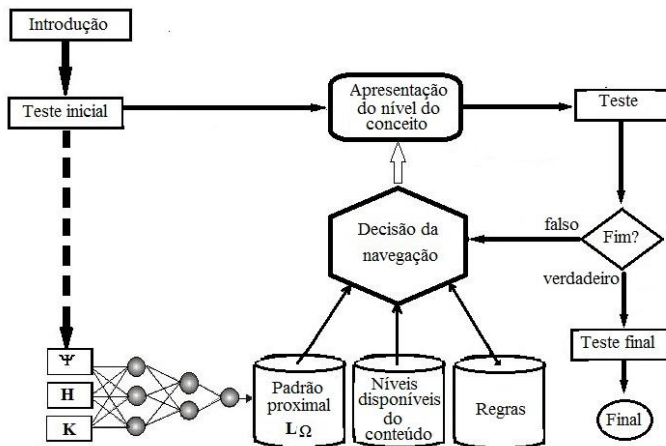 Introdução
Teste inicial
Apresentação
do nível do
conceito
Teste
Decisão da
navegação
falso
Fim?
verdadeiro
Teste final
Final
Ψ
H
K
Padrão
proximal
L Ω
Níveis
disponíveis
do
conteúdo
Regras